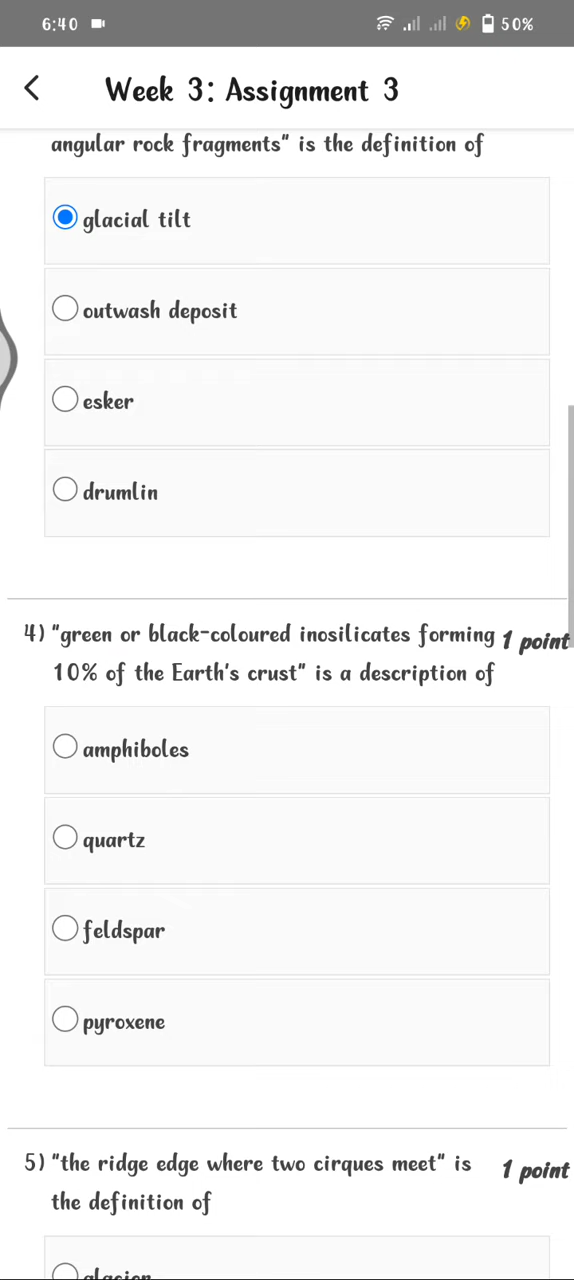 6:40
50%
Week 3: Assignment 3
angular rock fragments" is the definition of
glacial tilt
outwash deposit
esker
drumlin
4) "green or black-coloured inosilicates forming 1 point
10% of the Earth's crust" is a description of
amphiboles
quartz
feldspar
pyroxene
5) "the ridge edge where two cirques meet" is 1 point
the definition of